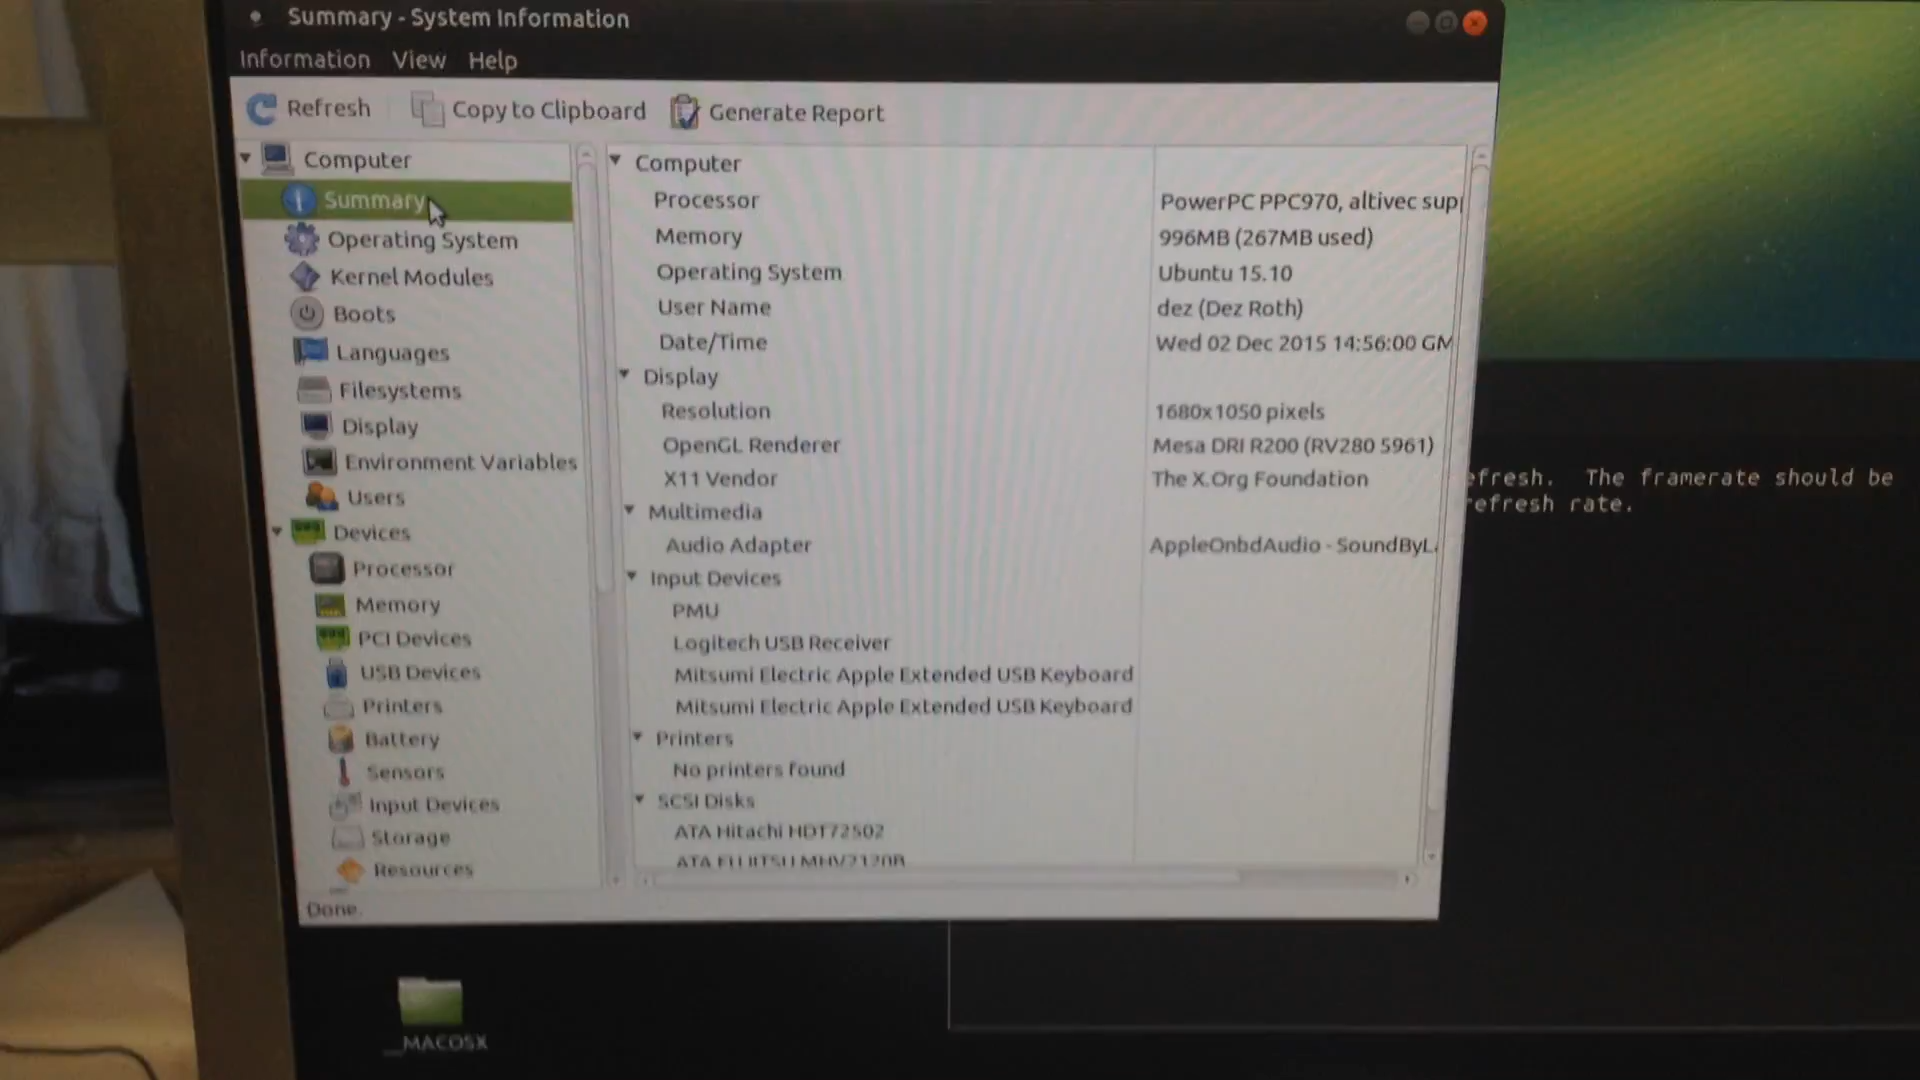 Summary - System Information
Information View Help
Refresh Copy to Clipboard Generate Report
Computer
Summary
Operating System
Kernel Modules
Boots
Languages
Filesystems
Display
Environment Variables
Users
Devices
Processor
Memory
PCI Devices
USB Devices
Printers
Battery
Sensors
Input Devices
Storage
Resources
Computer
Processor PowerPC PPC970, altivec sup
Memory 996MB (267MB used)
Operating System Ubuntu 15.10
User Name dez (Dez Roth)
Date/Time Wed 02 Dec 2015 14:56:00 GM
Display
Resolution 1680x1050 pixels
OpenGL Renderer Mesa DRI R200 (RV280 5961)
X11 Vendor The X.Org Foundation
Multimedia
Audio Adapter AppleOnbdAudio - SoundByL
Input Devices
PMU
Logitech USB Receiver
Mitsumi Electric Apple Extended USB Keyboard
Mitsumi Electric Apple Extended USB Keyboard
Printers
No printers found
SCSI Disks
ATA Hitachi HDT72502
ATA
Done.
efresh. The framerate should be
refresh rate.
__MACOSX